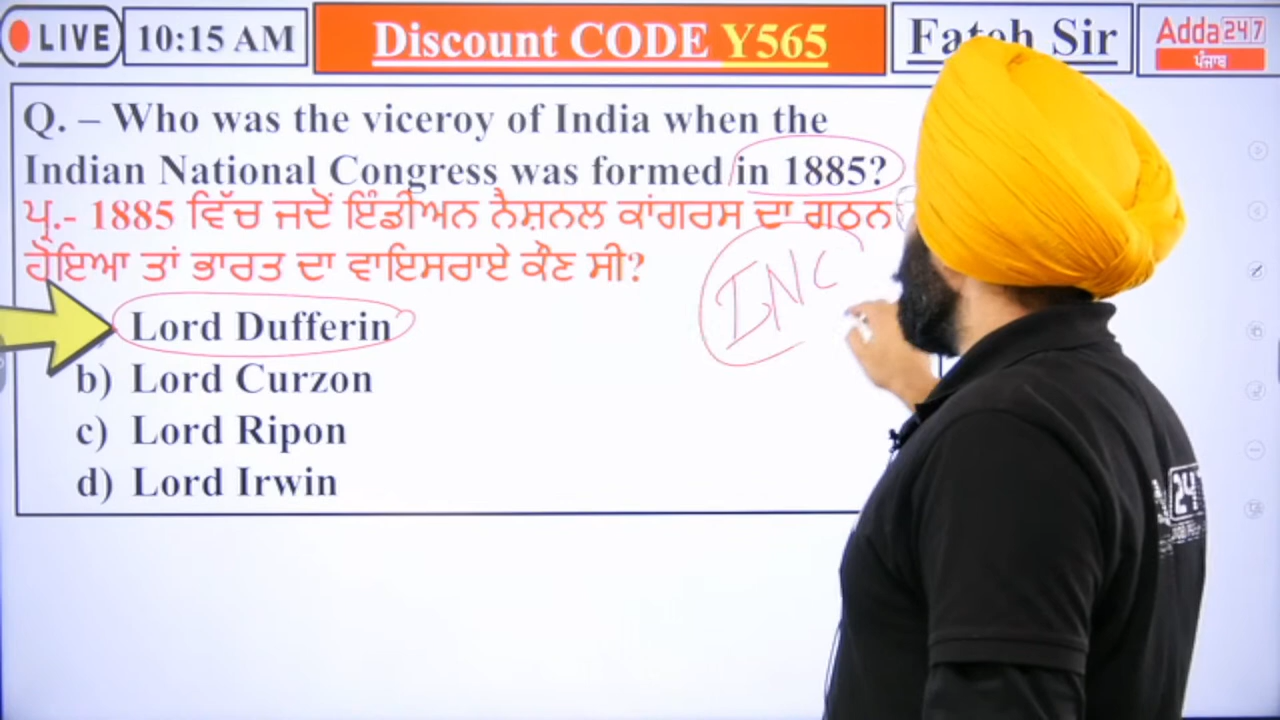 LIVE
10:15 AM
Discount CODE Y565
Fateh Sir
Adda247
ਪੰਜਾਬ
Q. – Who was the viceroy of India when the
Indian National Congress was formed in 1885?
ਪ੍ਰ.- 1885 ਵਿੱਚ ਜਦੋਂ ਇੰਡੀਅਨ ਨੈਸ਼ਨਲ ਕਾਂਗਰਸ ਦਾ ਗਠਨ
ਹੋਇਆ ਤਾਂ ਭਾਰਤ ਦਾ ਵਾਇਸਰਾਏ ਕੌਣ ਸੀ?
INC
Lord Dufferin
b) Lord Curzon
c) Lord Ripon
d) Lord Irwin
247